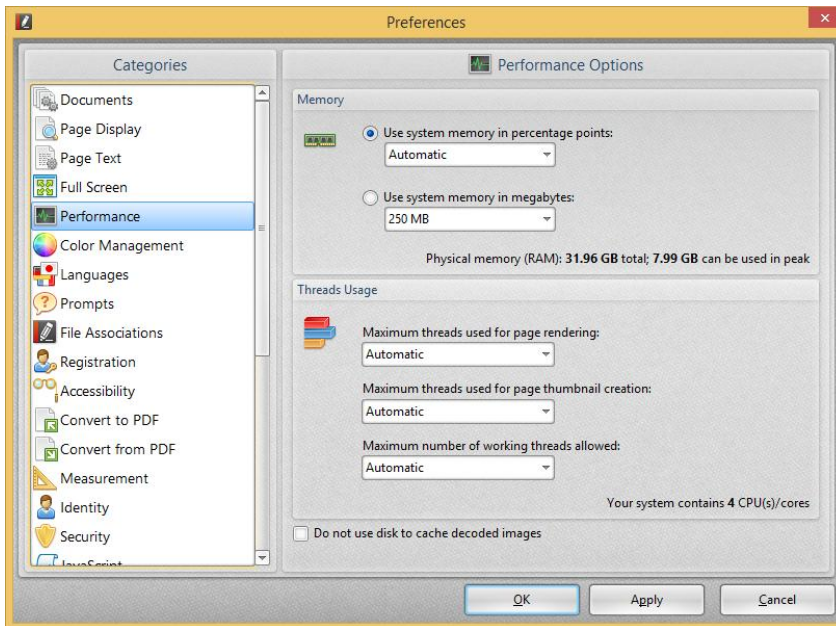 Preferences
Categories
Documents
Page Display
Page Text
Full Screen
Performance
Color Management
Languages
Prompts
File Associations
Registration
Accessibility
Convert to PDF
Convert from PDF
Measurement
Identity
Security
JavaScript
Performance Options
Memory
Use system memory in percentage points:
Automatic
Use system memory in megabytes:
250 MB
Physical memory (RAM): 31.96 GB total; 7.99 GB can be used in peak
Threads Usage
Maximum threads used for page rendering:
Automatic
Maximum threads used for page thumbnail creation:
Automatic
Maximum number of working threads allowed:
Automatic
Your system contains 4 CPU(s)/cores
Do not use disk to cache decoded images
OK
Apply
Cancel